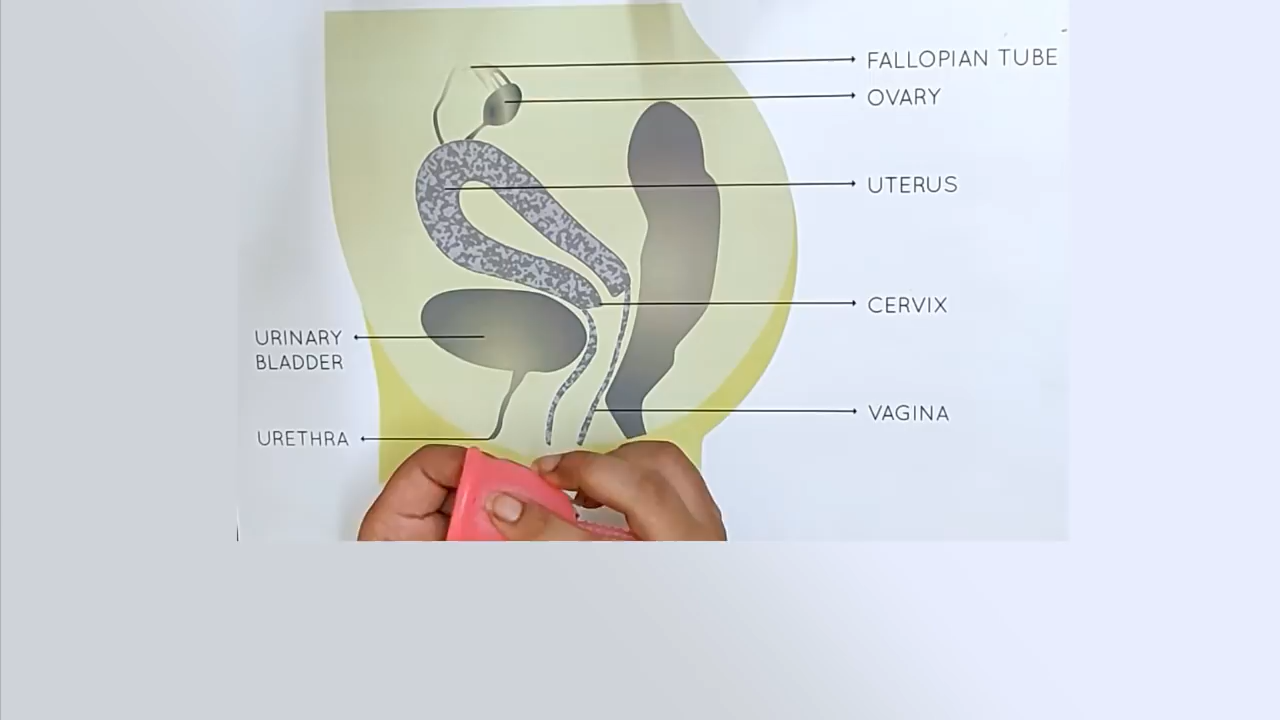 FALLOPIAN TUBE
OVARY
UTERUS
CERVIX
URINARY
BLADDER
VAGINA
URETHRA